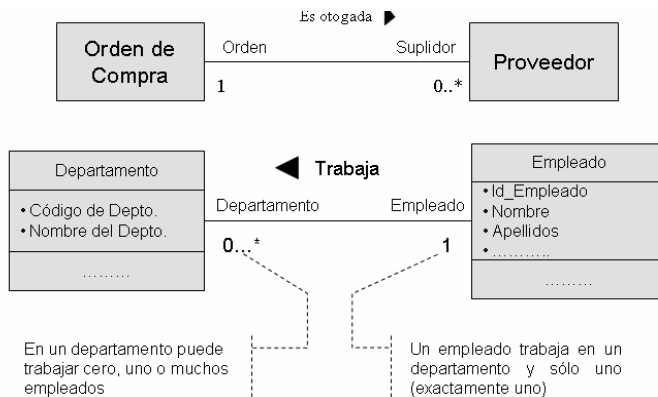 Es otogada
Orden de
Compra
Orden
Suplidor
1
0..*
Proveedor
Departamento
• Código de Depto.
• Nombre del Depto.
………
Trabaja
Departamento
Empleado
0...*
1
Empleado
• Id_Empleado
• Nombre
• Apellidos
• ………..
………
En un departamento puede
trabajar cero, uno o muchos
empleados
Un empleado trabaja en un
departamento y sólo uno
(exactamente uno)